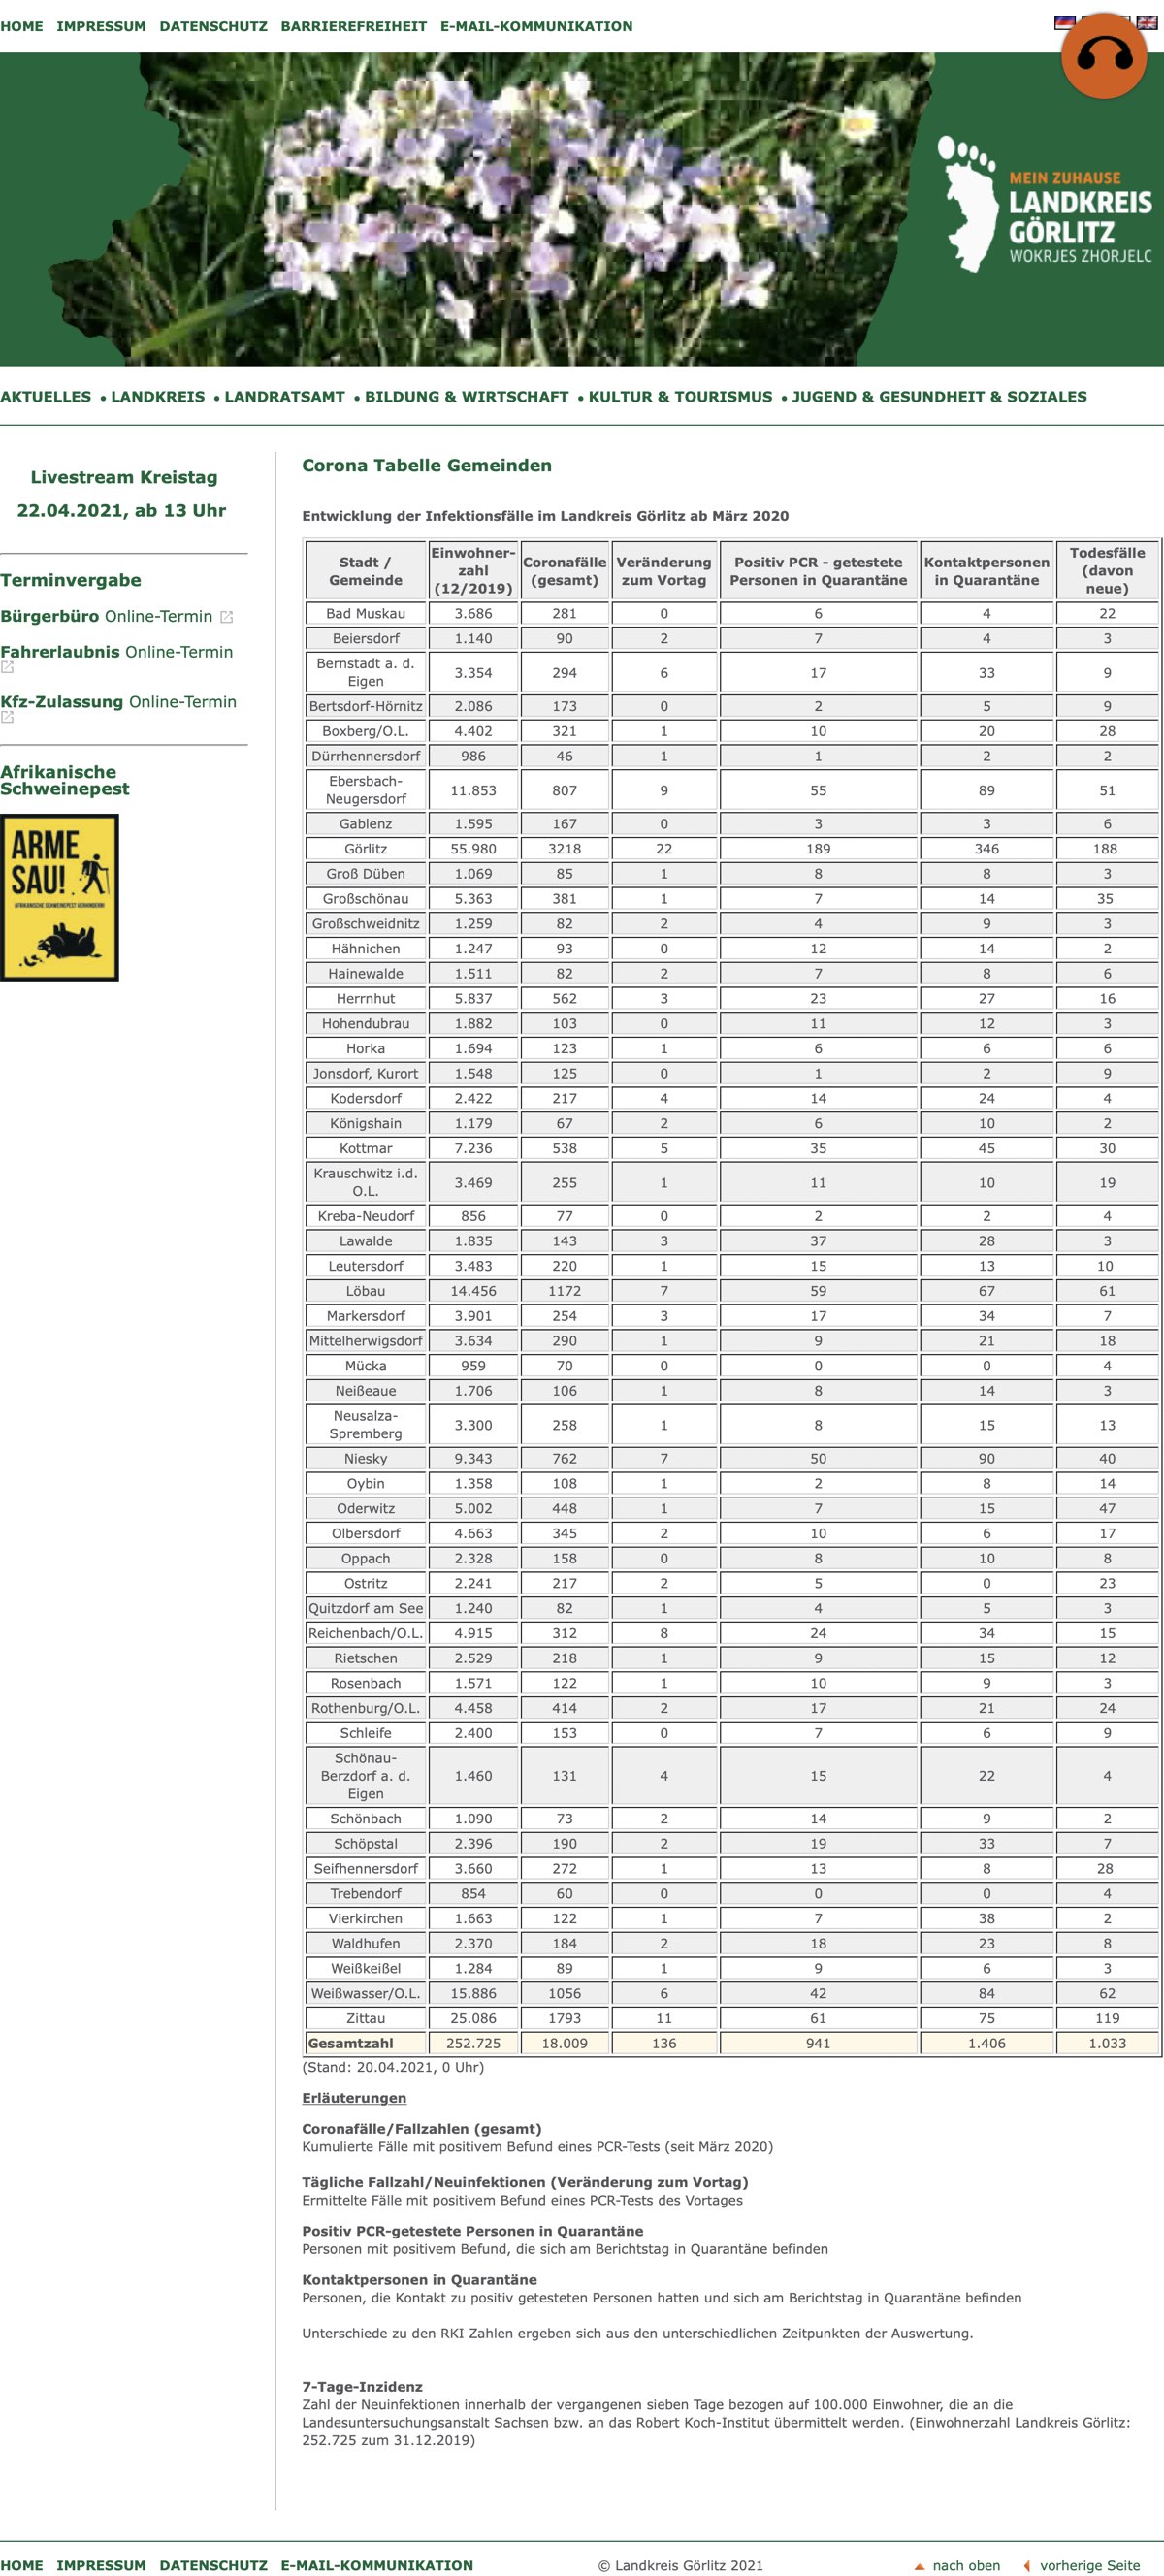 HOME IMPRESSUM DATENSCHUTZ BARRIEREFREIHEIT E-MAIL-KOMMUNIKATION
MEIN ZUHAUSE
LANDKREIS
GÖRLITZ
WOKRJES ZHORJELC
AKTUELLES • LANDKREIS • LANDRATSAMT • BILDUNG & WIRTSCHAFT • KULTUR & TOURISMUS • JUGEND & GESUNDHEIT & SOZIALES
Livestream Kreistag
22.04.2021, ab 13 Uhr
Terminvergabe
Bürgerbüro Online-Termin
Fahrerlaubnis Online-Termin
Kfz-Zulassung Online-Termin
Afrikanische
Schweinepest
ARME
SAU!
AFRIKANISCHE SCHWEINEPEST VERHINDERN!
Corona Tabelle Gemeinden
Entwicklung der Infektionsfälle im Landkreis Görlitz ab März 2020
Stadt / Gemeinde Einwohner-zahl (12/2019) Coronafälle (gesamt) Veränderung zum Vortag Positiv PCR - getestete Personen in Quarantäne Kontaktpersonen in Quarantäne Todesfälle (davon neue)
Bad Muskau 3.686 281 0 6 4 22
Beiersdorf 1.140 90 2 7 4 3
Bernstadt a. d. Eigen 3.354 294 6 17 33 9
Bertsdorf-Hörnitz 2.086 173 0 2 5 9
Boxberg/O.L. 4.402 321 1 10 20 28
Dürrhennersdorf 986 46 1 1 2 2
Ebersbach-Neugersdorf 11.853 807 9 55 89 51
Gablenz 1.595 167 0 3 3 6
Görlitz 55.980 3218 22 189 346 188
Groß Düben 1.069 85 1 8 8 3
Großschönau 5.363 381 1 7 14 35
Großschweidnitz 1.259 82 2 4 9 3
Hähnichen 1.247 93 0 12 14 2
Hainewalde 1.511 82 2 7 8 6
Herrnhut 5.837 562 3 23 27 16
Hohendubrau 1.882 103 0 11 12 3
Horka 1.694 123 1 6 6 6
Jonsdorf, Kurort 1.548 125 0 1 2 9
Kodersdorf 2.422 217 4 14 24 4
Königshain 1.179 67 2 6 10 2
Kottmar 7.236 538 5 35 45 30
Krauschwitz i.d. O.L. 3.469 255 1 11 10 19
Kreba-Neudorf 856 77 0 2 2 4
Lawalde 1.835 143 3 37 28 3
Leutersdorf 3.483 220 1 15 13 10
Löbau 14.456 1172 7 59 67 61
Markersdorf 3.901 254 3 17 34 7
Mittelherwigsdorf 3.634 290 1 9 21 18
Mücka 959 70 0 0 0 4
Neißeaue 1.706 106 1 8 14 3
Neusalza-Spremberg 3.300 258 1 8 15 13
Niesky 9.343 762 7 50 90 40
Oybin 1.358 108 1 2 8 14
Oderwitz 5.002 448 1 7 15 47
Olbersdorf 4.663 345 2 10 6 17
Oppach 2.328 158 0 8 10 8
Ostritz 2.241 217 2 5 0 23
Quitzdorf am See 1.240 82 1 4 5 3
Reichenbach/O.L. 4.915 312 8 24 34 15
Rietschen 2.529 218 1 9 15 12
Rosenbach 1.571 122 1 10 9 3
Rothenburg/O.L. 4.458 414 2 17 21 24
Schleife 2.400 153 0 7 6 9
Schönau-Berzdorf a. d. Eigen 1.460 131 4 15 22 4
Schönbach 1.090 73 2 14 9 2
Schöpstal 2.396 190 2 19 33 7
Seifhennersdorf 3.660 272 1 13 8 28
Trebendorf 854 60 0 0 0 4
Vierkirchen 1.663 122 1 7 38 2
Waldhufen 2.370 184 2 18 23 8
Weißkeißel 1.284 89 1 9 6 3
Weißwasser/O.L. 15.886 1056 6 42 84 62
Zittau 25.086 1793 11 61 75 119
Gesamtzahl 252.725 18.009 136 941 1.406 1.033
(Stand: 20.04.2021, 0 Uhr)
Erläuterungen
Coronafälle/Fallzahlen (gesamt)
Kumulierte Fälle mit positivem Befund eines PCR-Tests (seit März 2020)
Tägliche Fallzahl/Neuinfektionen (Veränderung zum Vortag)
Ermittelte Fälle mit positivem Befund eines PCR-Tests des Vortages
Positiv PCR-getestete Personen in Quarantäne
Personen mit positivem Befund, die sich am Berichtstag in Quarantäne befinden
Kontaktpersonen in Quarantäne
Personen, die Kontakt zu positiv getesteten Personen hatten und sich am Berichtstag in Quarantäne befinden
Unterschiede zu den RKI Zahlen ergeben sich aus den unterschiedlichen Zeitpunkten der Auswertung.
7-Tage-Inzidenz
Zahl der Neuinfektionen innerhalb der vergangenen sieben Tage bezogen auf 100.000 Einwohner, die an die
Landesuntersuchungsanstalt Sachsen bzw. an das Robert Koch-Institut übermittelt werden. (Einwohnerzahl Landkreis Görlitz:
252.725 zum 31.12.2019)
HOME IMPRESSUM DATENSCHUTZ E-MAIL-KOMMUNIKATION © Landkreis Görlitz 2021 nach oben vorherige Seite